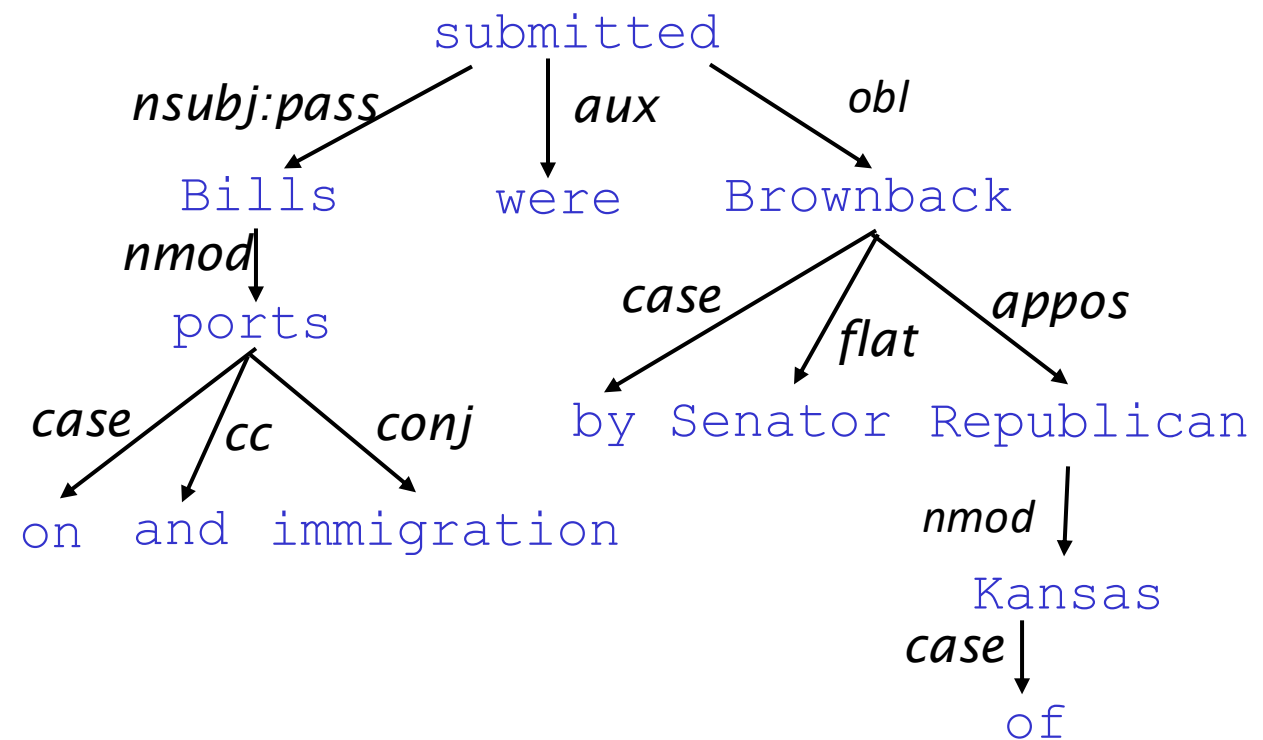 submitted
nsubj:pass aux obl
Bills were Brownback
nmod
ports
case flat appos
case cc conj
by Senator Republican
on and immigration
nmod
Kansas
case
of